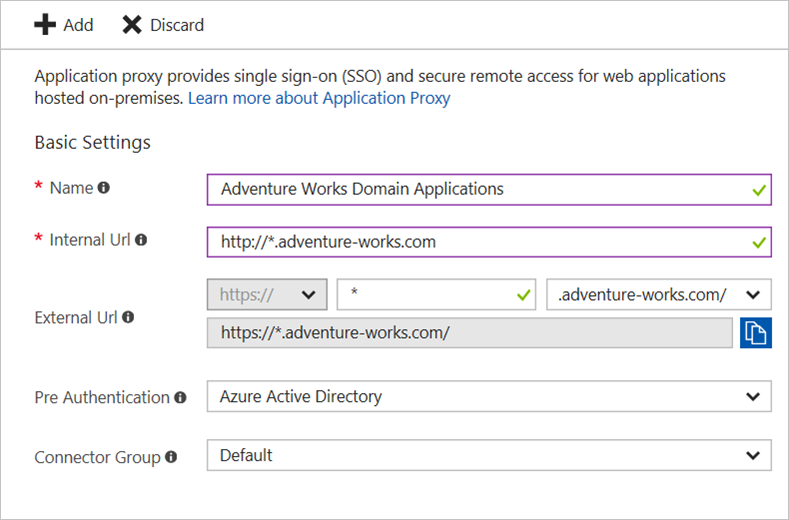 Add Discard
Application proxy provides single sign-on (SSO) and secure remote access for web applications
hosted on-premises. Learn more about Application Proxy
Basic Settings
* Name Adventure Works Domain Applications
* Internal Url http://*.adventure-works.com
External Url https:// * .adventure-works.com/
https://*.adventure-works.com/
Pre Authentication Azure Active Directory
Connector Group Default